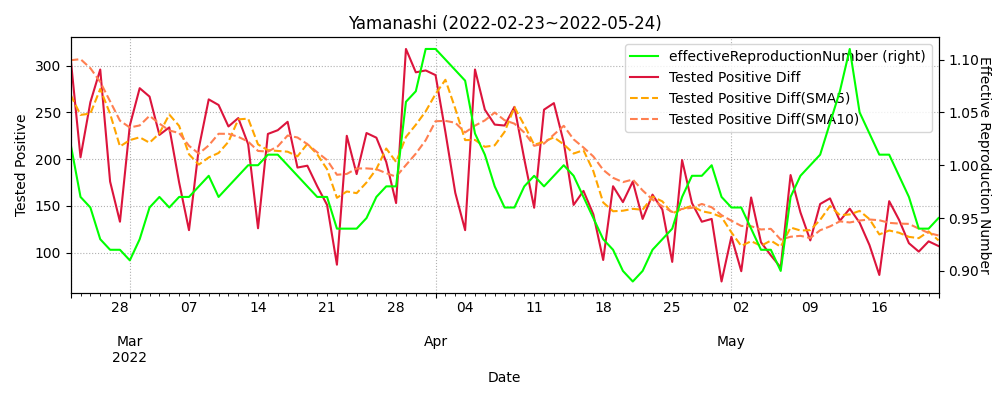 Yamanashi (2022-02-23~2022-05-24)
effectiveReproductionNumber (right)
Tested Positive Diff
Tested Positive Diff(SMA5)
Tested Positive Diff(SMA10)
Tested Positive
300
250
200
150
100
Effective Reproduction Number
1.10
1.05
1.00
0.95
0.90
28 07 14 21 28 04 11 18 25 02 09 16
Mar Apr May
2022
Date